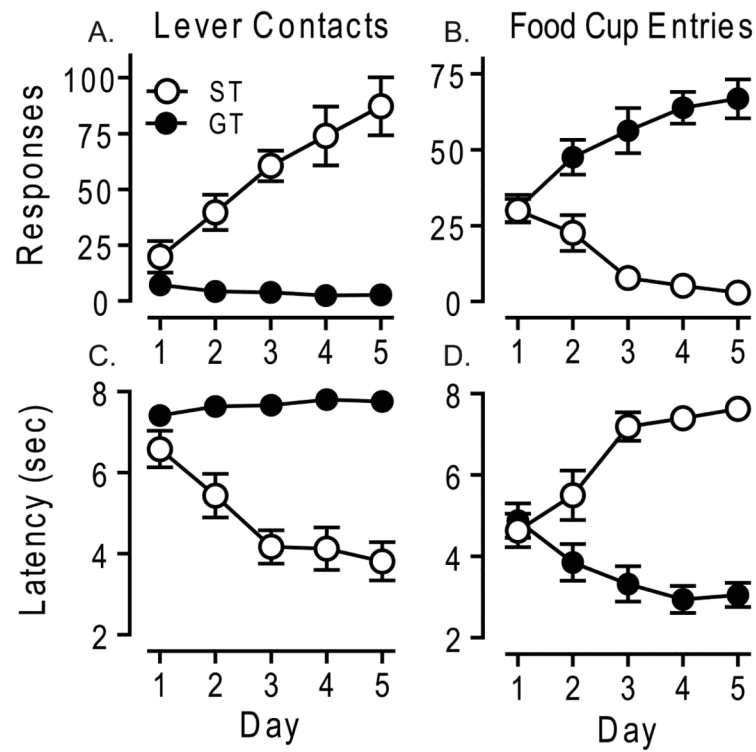 A. Lever Contacts
B. Food Cup Entries
Responses
100
75
50
25
0
ST
GT
1 2 3 4 5
75
50
25
0
1 2 3 4 5
C.
Latency (sec)
8
6
4
2
1 2 3 4 5
Day
D.
8
6
4
2
1 2 3 4 5
Day